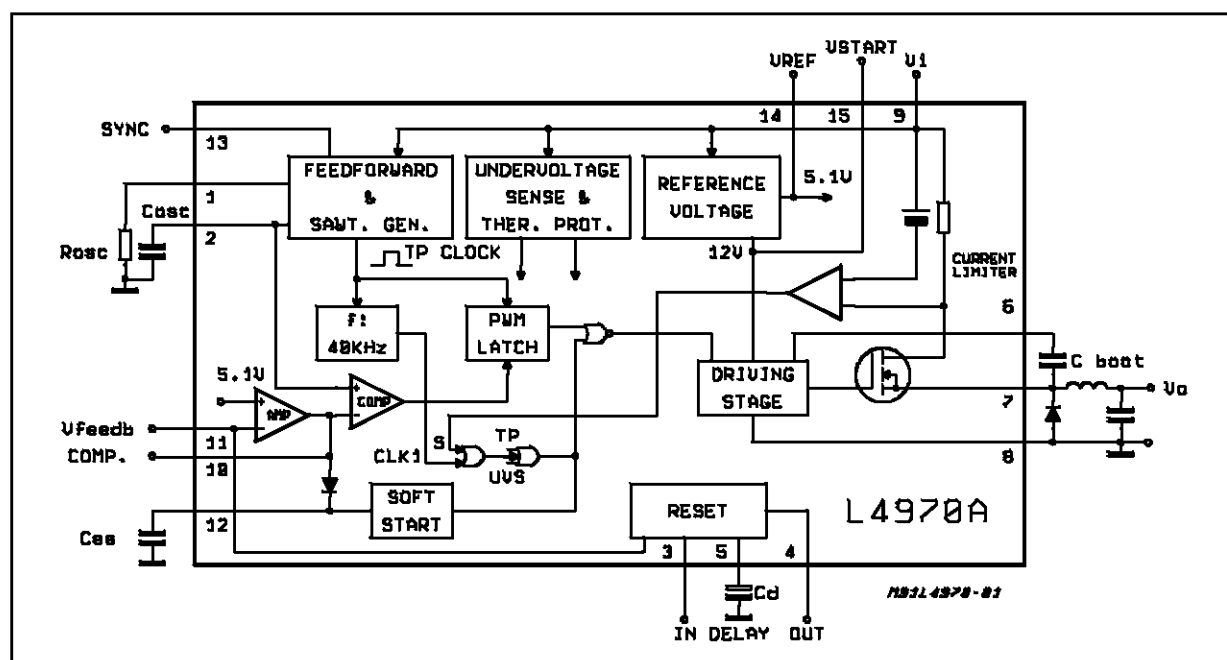 VREF
VSTART
Vi
14
15
9
SYNC
13
1
Cosc
2
Rosc
FEEDFORWARD
&
SAWT. GEN.
UNDERVOLTAGE
SENSE &
THER. PROT.
REFERENCE
VOLTAGE
5.1V
12V
TP CLOCK
CURRENT
LIMITER
6
f:
40KHz
PWM
LATCH
DRIVING
STAGE
C boot
7
Vo
8
5.1V
+
AMP
-
+
COMP
-
Vfeedb
11
COMP.
10
S
CLK1
TP
UVS
SOFT
START
12
Css
RESET
L4970A
3
5
4
Cd
M91L4970-01
IN
DELAY
OUT